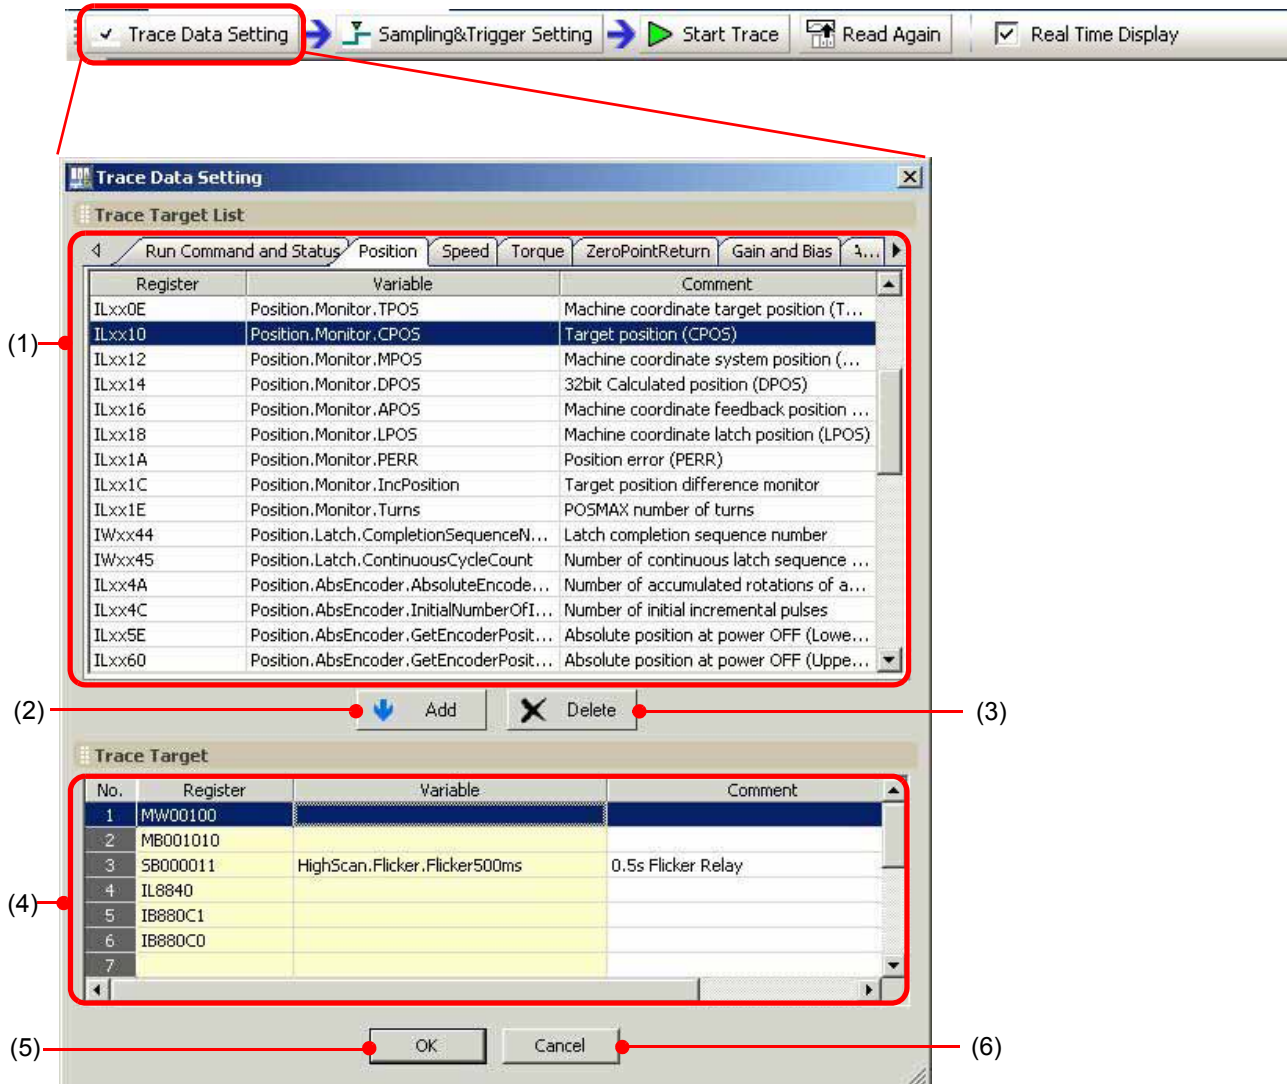 Trace Data Setting Sampling&Trigger Setting Start Trace Read Again Real Time Display
Trace Data Setting
Trace Target List
Run Command and Status Position Speed Torque ZeroPointReturn Gain and Bias
Register Variable Comment
ILxx0E Position.Monitor.TPOS Machine coordinate target position (T...
(1) ILxx10 Position.Monitor.CPOS Target position (CPOS)
ILxx12 Position.Monitor.MPOS Machine coordinate system position (...
ILxx14 Position.Monitor.DPOS 32bit Calculated position (DPOS)
ILxx16 Position.Monitor.APOS Machine coordinate feedback position ...
ILxx18 Position.Monitor.LPOS Machine coordinate latch position (LPOS)
ILxx1A Position.Monitor.PERR Position error (PERR)
ILxx1C Position.Monitor.IncPosition Target position difference monitor
ILxx1E Position.Monitor.Turns POSMAX number of turns
IWxx44 Position.Latch.CompletionSequenceN... Latch completion sequence number
IWxx45 Position.Latch.ContinuousCycleCount Number of continuous latch sequence ...
ILxx4A Position.AbsEncoder.AbsoluteEncode... Number of accumulated rotations of a...
ILxx4C Position.AbsEncoder.InitialNumberOfI... Number of initial incremental pulses
ILxx5E Position.AbsEncoder.GetEncoderPosit... Absolute position at power OFF (Lowe...
ILxx60 Position.AbsEncoder.GetEncoderPosit... Absolute position at power OFF (Uppe...
(2) Add Delete (3)
Trace Target
No. Register Variable Comment
1 MW00100
2 MB001010
3 SB000011 HighScan.Flicker.Flicker500ms 0.5s Flicker Relay
(4) 4 IL8840
5 IB880C1
6 IB880C0
7
(5) OK Cancel (6)